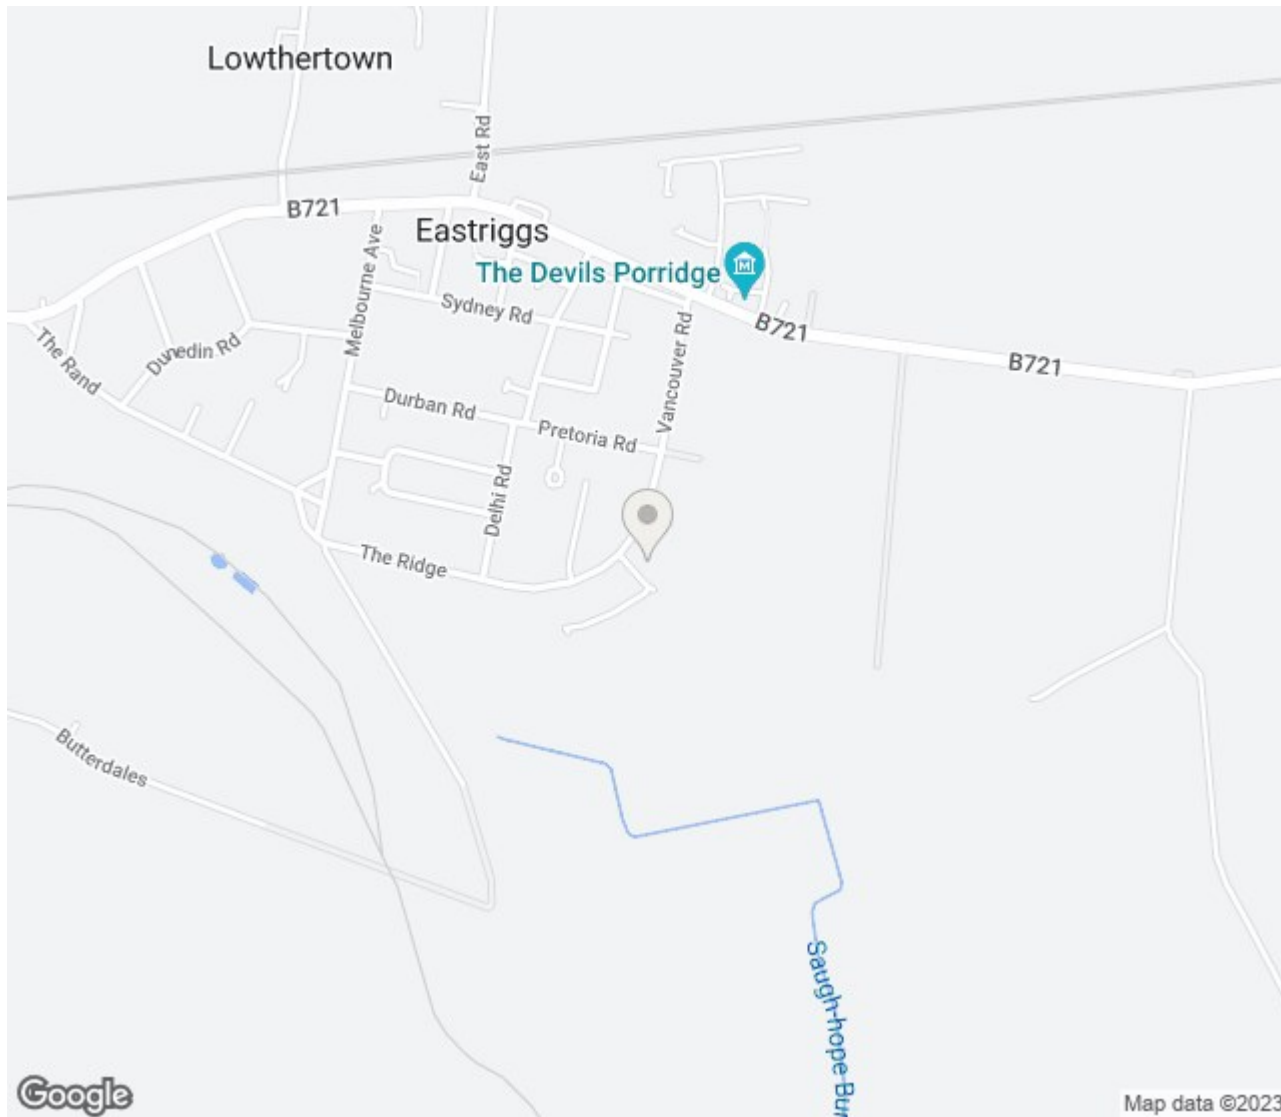 Lowthertown
East Rd
B721
Eastriggs
Melbourne Ave
The Devils Porridge
M
Sydney Rd
B721
Vancouver Rd
The Rand
Dunedin Rd
B721
Durban Rd
Pretoria Rd
Delhi Rd
The Ridge
Butterdales
Saugh-hope Bur
Google
Map data ©2023